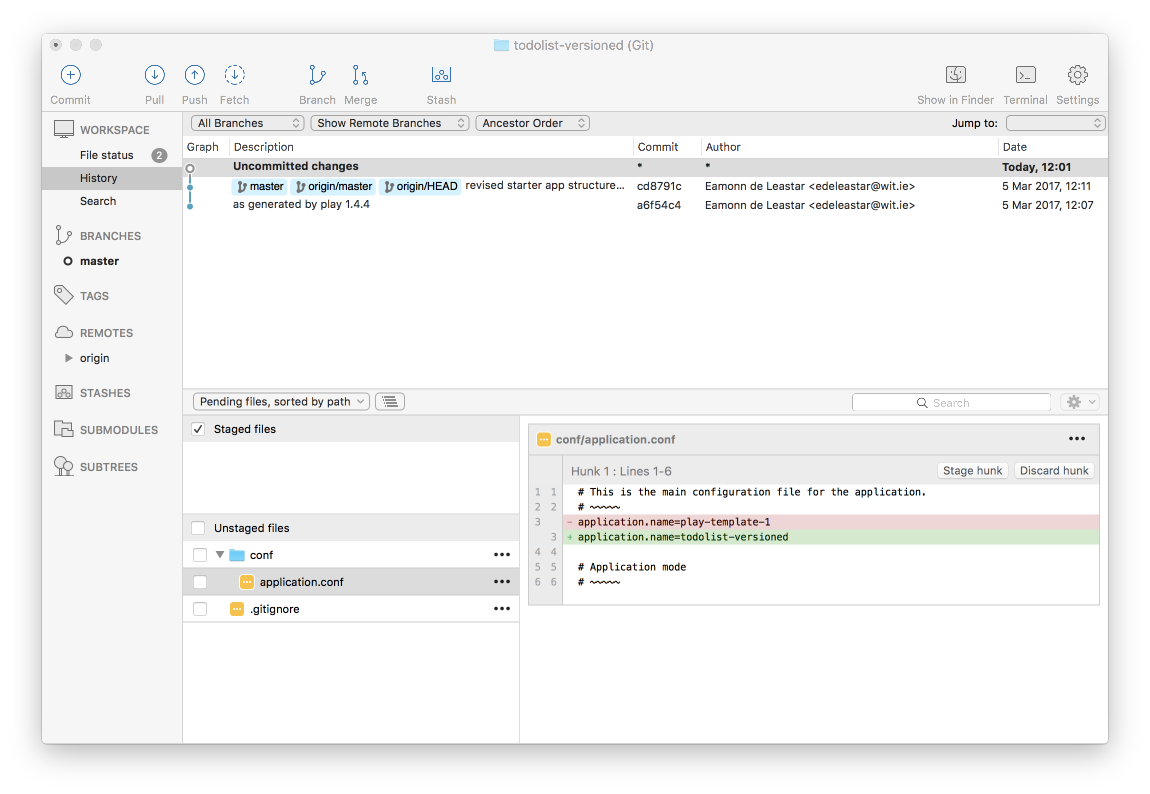 todolist-versioned (Git)
Commit Pull Push Fetch Branch Merge Stash Show in Finder Terminal Settings
WORKSPACE
File status 2
History
Search
BRANCHES
master
TAGS
REMOTES
origin
STASHES
SUBMODULES
SUBTREES
All Branches Show Remote Branches Ancestor Order Jump to:
Graph Description Commit Author Date
Uncommitted changes * * Today, 12:01
master origin/master origin/HEAD revised starter app structure... cd8791c Eamonn de Leastar <edeleastar@wit.ie> 5 Mar 2017, 12:11
as generated by play 1.4.4 a6f54c4 Eamonn de Leastar <edeleastar@wit.ie> 5 Mar 2017, 12:07
Pending files, sorted by path Search
Staged files
Unstaged files
conf
application.conf
.gitignore
conf/application.conf
Hunk 1 : Lines 1-6 Stage hunk Discard hunk
1 1 # This is the main configuration file for the application.
2 2 # ~~~~~
3 - application.name=play-template-1
3 + application.name=todolist-versioned
4 4
5 5 # Application mode
6 6 # ~~~~~